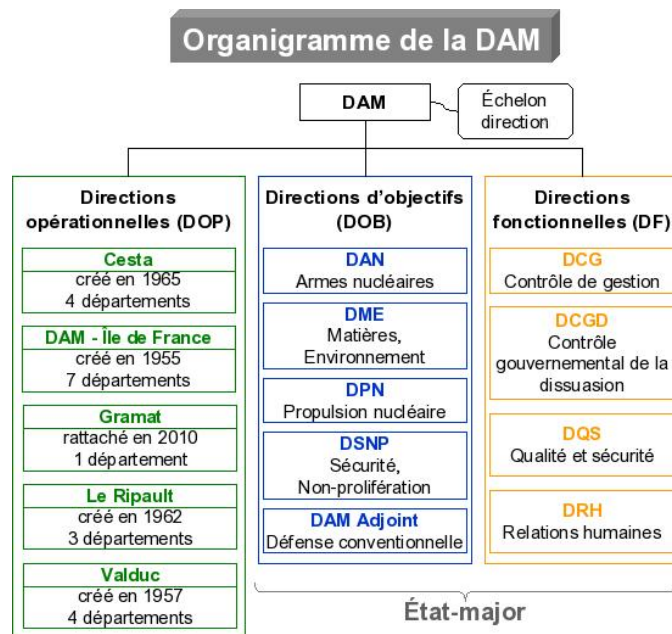 Organigramme de la DAM
DAM
Échelon
direction
Directions
opérationnelles (DOP)
Cesta
créé en 1965
4 départements
DAM - Île de France
créé en 1955
7 départements
Gramat
rattaché en 2010
1 département
Le Ripault
créé en 1962
3 départements
Valduc
créé en 1957
4 départements
Directions d'objectifs
(DOB)
DAN
Armes nucléaires
DME
Matières,
Environnement
DPN
Propulsion nucléaire
DSNP
Sécurité,
Non-prolifération
DAM Adjoint
Défense conventionnelle
Directions
fonctionnelles (DF)
DCG
Contrôle de gestion
DCGD
Contrôle
gouvernemental de la
dissuasion
DQS
Qualité et sécurité
DRH
Relations humaines
État-major